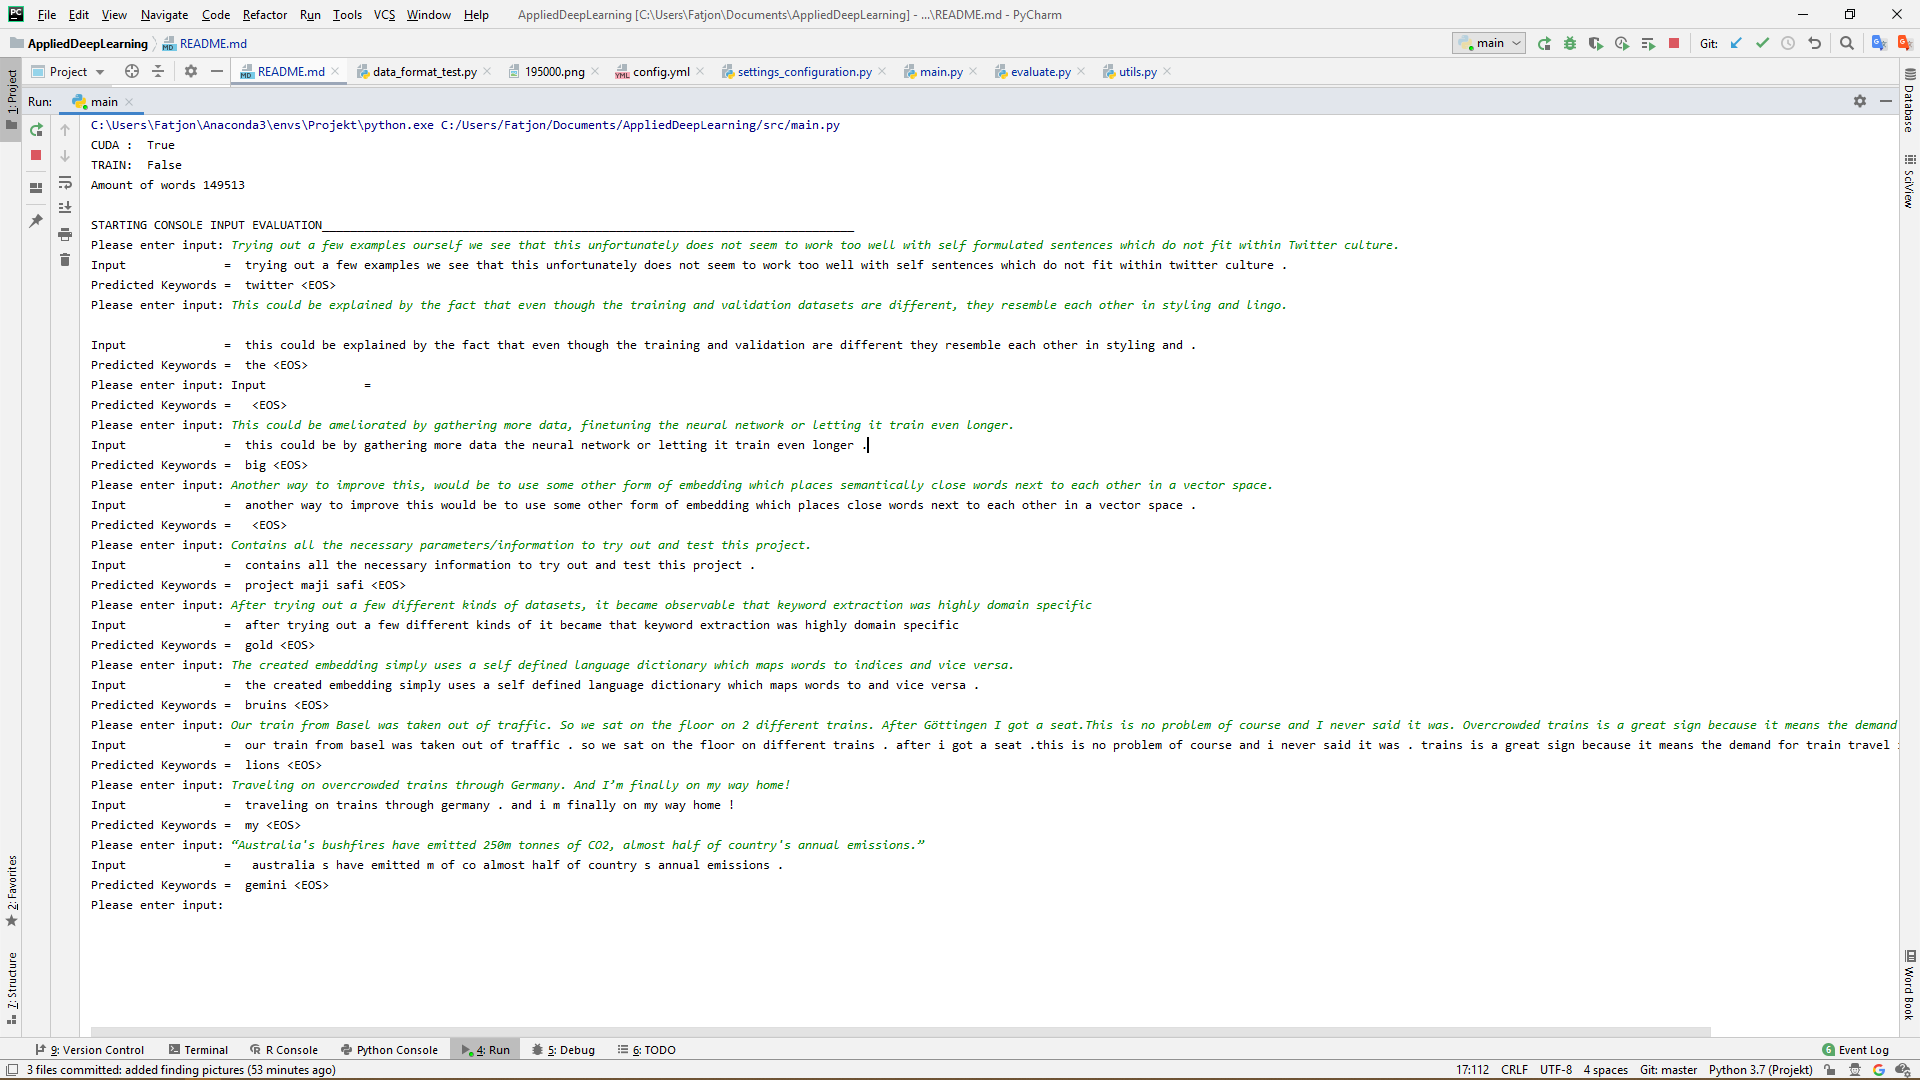 File Edit View Navigate Code Refactor Run Tools VCS Window Help AppliedDeepLearning [C:\Users\Fatjon\Documents\AppliedDeepLearning] - ...\README.md - PyCharm
AppliedDeepLearning README.md main Git:
1: Project
Project README.md data_format_test.py 195000.png config.yml settings_configuration.py main.py evaluate.py utils.py
Database
SciView
Run: main
C:\Users\Fatjon\Anaconda3\envs\Projekt\python.exe C:/Users/Fatjon/Documents/AppliedDeepLearning/src/main.py
CUDA :  True
TRAIN:  False
Amount of words 149513
STARTING CONSOLE INPUT EVALUATION____________________________________________________________________________
Please enter input: Trying out a few examples ourself we see that this unfortunately does not seem to work too well with self formulated sentences which do not fit within Twitter culture.
Input              =  trying out a few examples we see that this unfortunately does not seem to work too well with self sentences which do not fit within twitter culture .
Predicted Keywords =  twitter <EOS>
Please enter input: This could be explained by the fact that even though the training and validation datasets are different, they resemble each other in styling and lingo.
Input              =  this could be explained by the fact that even though the training and validation are different they resemble each other in styling and .
Predicted Keywords =  the <EOS>
Please enter input: Input              =
Predicted Keywords =   <EOS>
Please enter input: This could be ameliorated by gathering more data, finetuning the neural network or letting it train even longer.
Input              =  this could be by gathering more data the neural network or letting it train even longer .
Predicted Keywords =  big <EOS>
Please enter input: Another way to improve this, would be to use some other form of embedding which places semantically close words next to each other in a vector space.
Input              =  another way to improve this would be to use some other form of embedding which places close words next to each other in a vector space .
Predicted Keywords =   <EOS>
Please enter input: Contains all the necessary parameters/information to try out and test this project.
Input              =  contains all the necessary information to try out and test this project .
Predicted Keywords =  project maji safi <EOS>
Please enter input: After trying out a few different kinds of datasets, it became observable that keyword extraction was highly domain specific
Input              =  after trying out a few different kinds of it became that keyword extraction was highly domain specific
Predicted Keywords =  gold <EOS>
Please enter input: The created embedding simply uses a self defined language dictionary which maps words to indices and vice versa.
Input              =  the created embedding simply uses a self defined language dictionary which maps words to and vice versa .
Predicted Keywords =  bruins <EOS>
Please enter input: Our train from Basel was taken out of traffic. So we sat on the floor on 2 different trains. After Göttingen I got a seat.This is no problem of course and I never said it was. Overcrowded trains is a great sign because it means the demand
Input              =  our train from basel was taken out of traffic . so we sat on the floor on different trains . after i got a seat .this is no problem of course and i never said it was . trains is a great sign because it means the demand for train travel
Predicted Keywords =  lions <EOS>
Please enter input: Traveling on overcrowded trains through Germany. And I’m finally on my way home!
Input              =  traveling on trains through germany . and i m finally on my way home !
Predicted Keywords =  my <EOS>
Please enter input: “Australia's bushfires have emitted 250m tonnes of CO2, almost half of country's annual emissions.”
Input              =   australia s have emitted m of co almost half of country s annual emissions .
Predicted Keywords =  gemini <EOS>
Please enter input:
2: Favorites
7: Structure
Word Book
9: Version Control Terminal R Console Python Console 4: Run 5: Debug 6: TODO 6 Event Log
3 files committed: added finding pictures (53 minutes ago) 17:112 CRLF UTF-8 4 spaces Git: master Python 3.7 (Projekt)